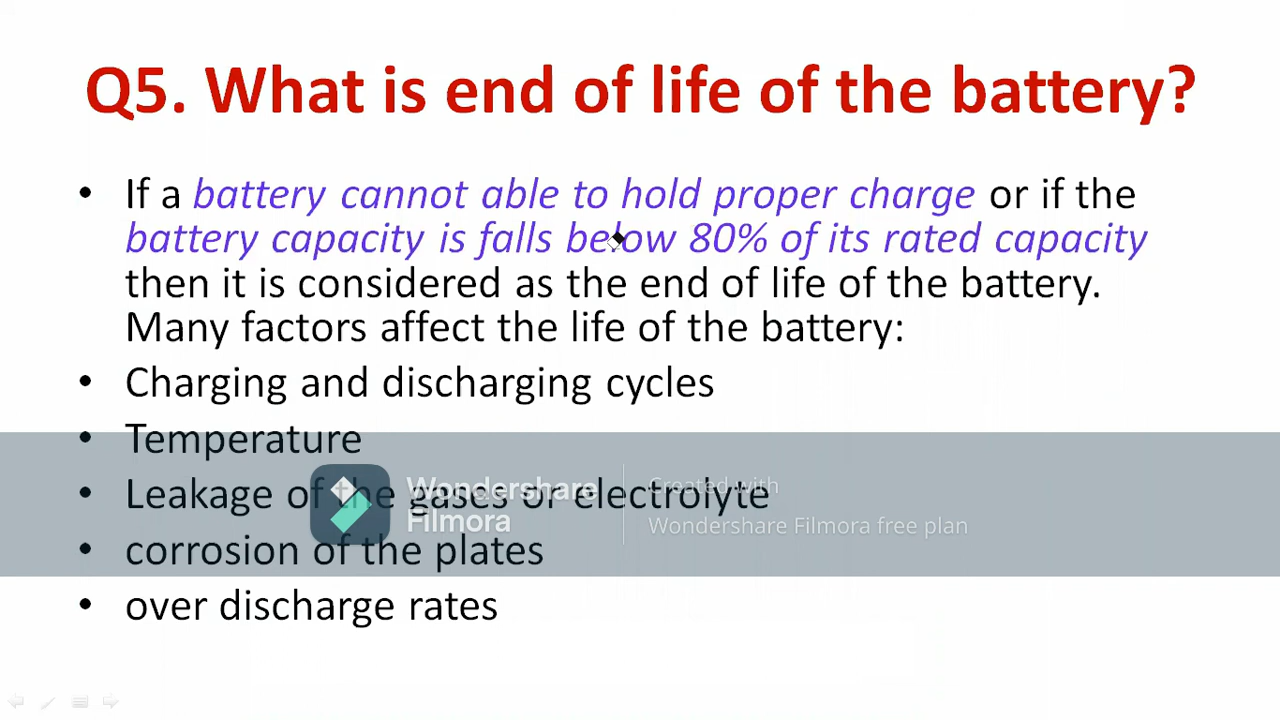 Q5. What is end of life of the battery?
• If a battery cannot able to hold proper charge or if the
battery capacity is falls below 80% of its rated capacity
then it is considered as the end of life of the battery.
Many factors affect the life of the battery:
• Charging and discharging cycles
• Temperature
• Leakage of the gases or electrolyte
• corrosion of the plates
• over discharge rates
Wondershare
Filmora
Created with
Wondershare Filmora free plan